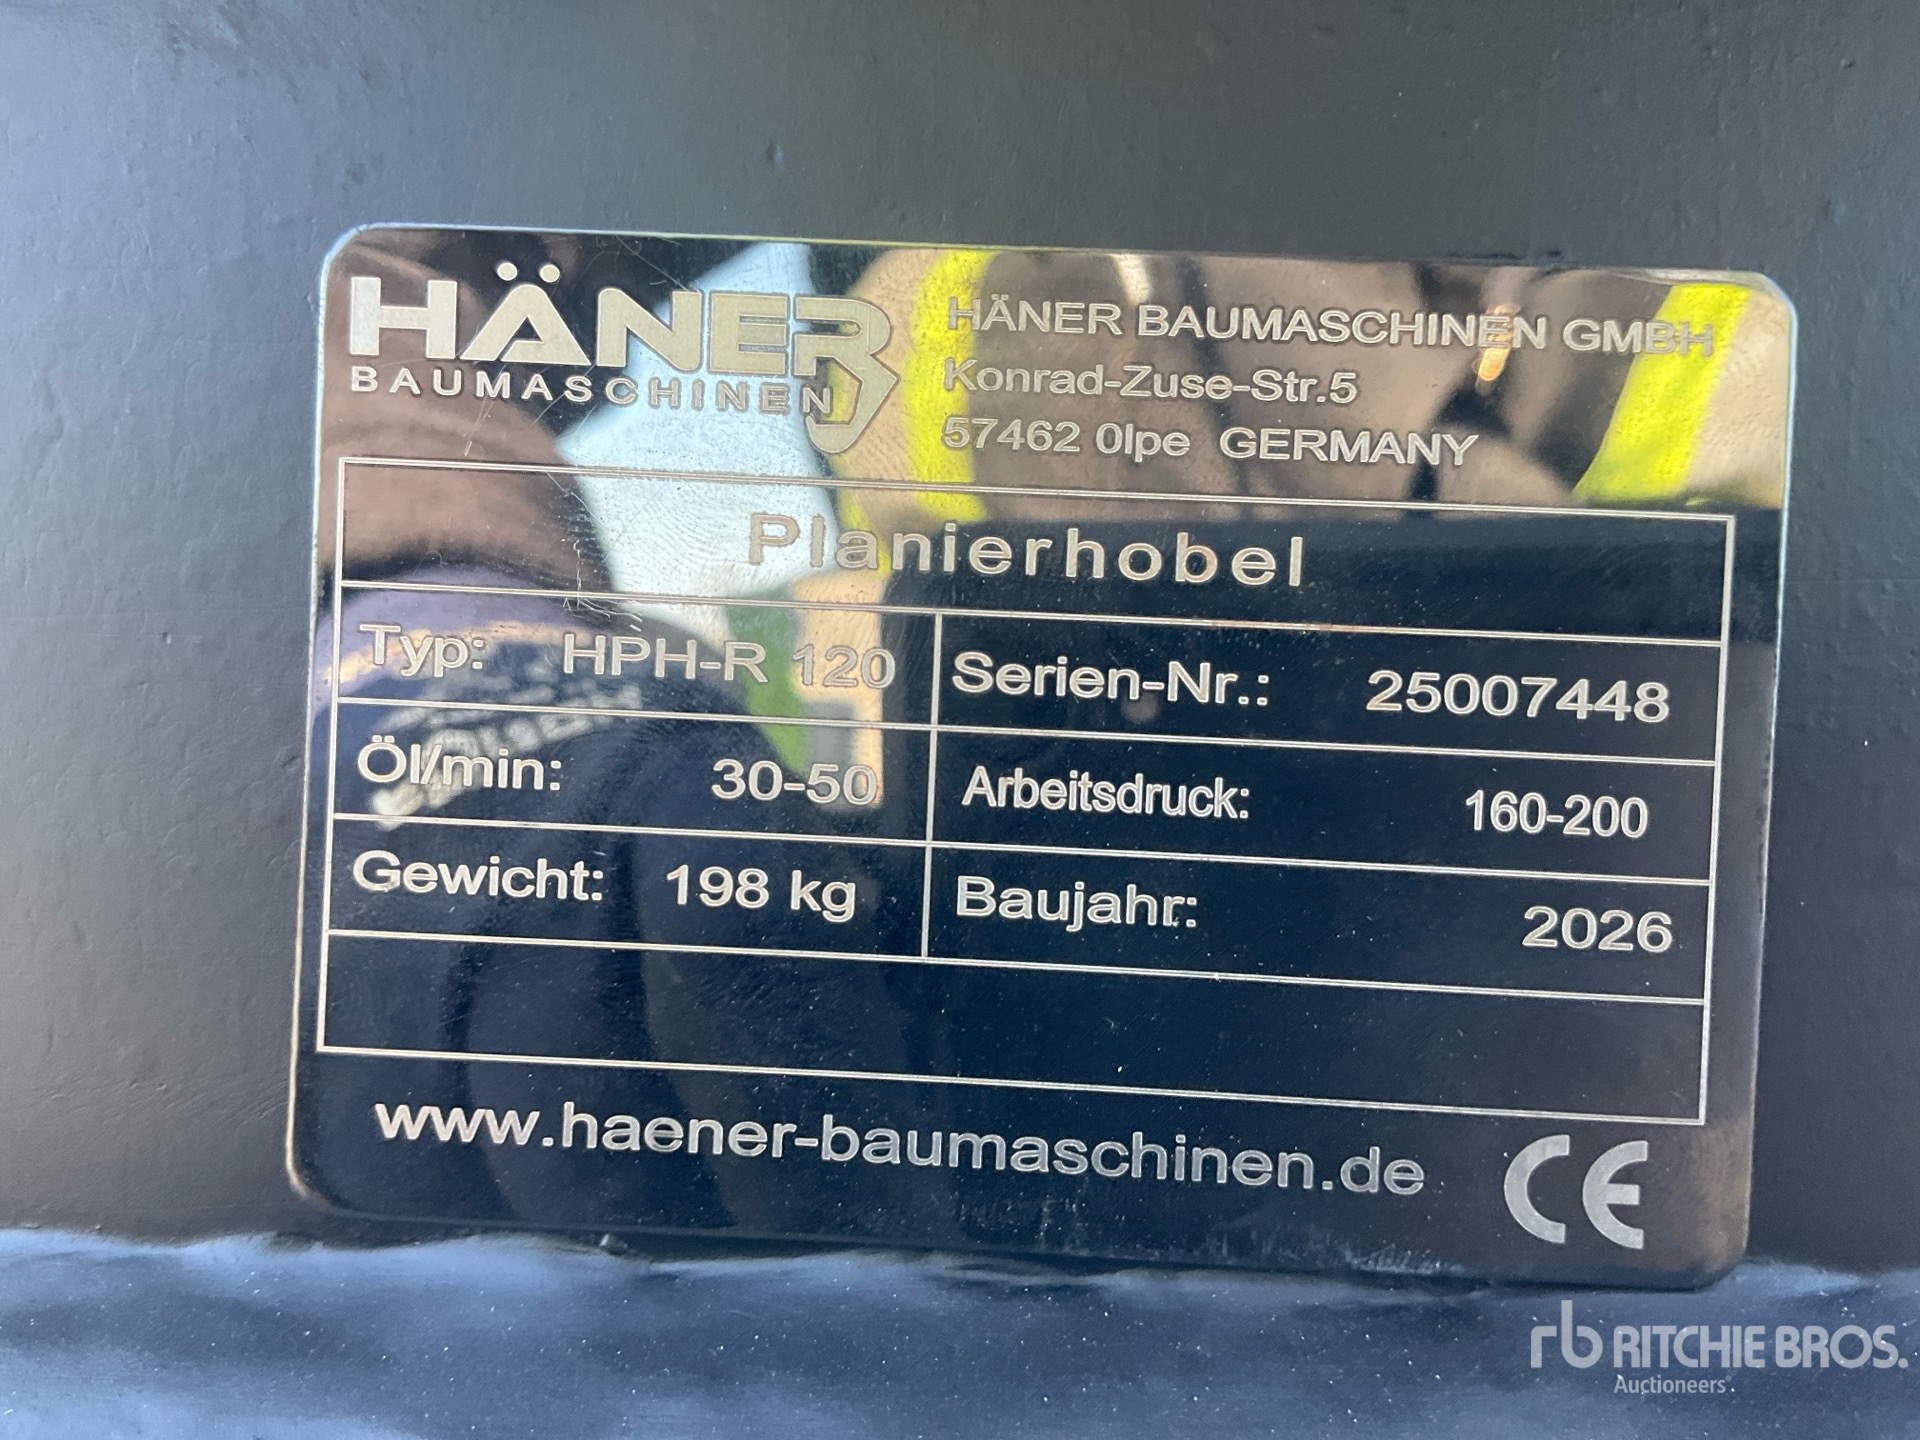 HÄNER
BAUMASCHINEN
HÄNER BAUMASCHINEN GMBH
Konrad-Zuse-Str.5
57462 Olpe GERMANY
Planierhobel
Typ: HPH-R 120
Serien-Nr.: 25007448
Öl/min: 30-50
Arbeitsdruck: 160-200
Gewicht: 198 kg
Baujahr: 2026
www.haener-baumaschinen.de
CE
rb RITCHIE BROS.
Auctioneers